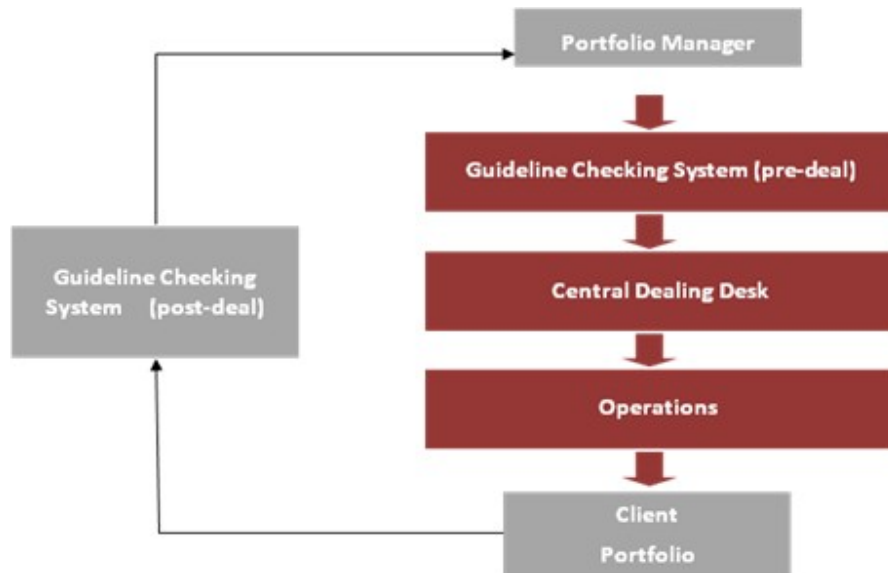 Portfolio Manager
Guideline Checking System (pre-deal)
Central Dealing Desk
Operations
Client
Portfolio
Guideline Checking
System (post-deal)